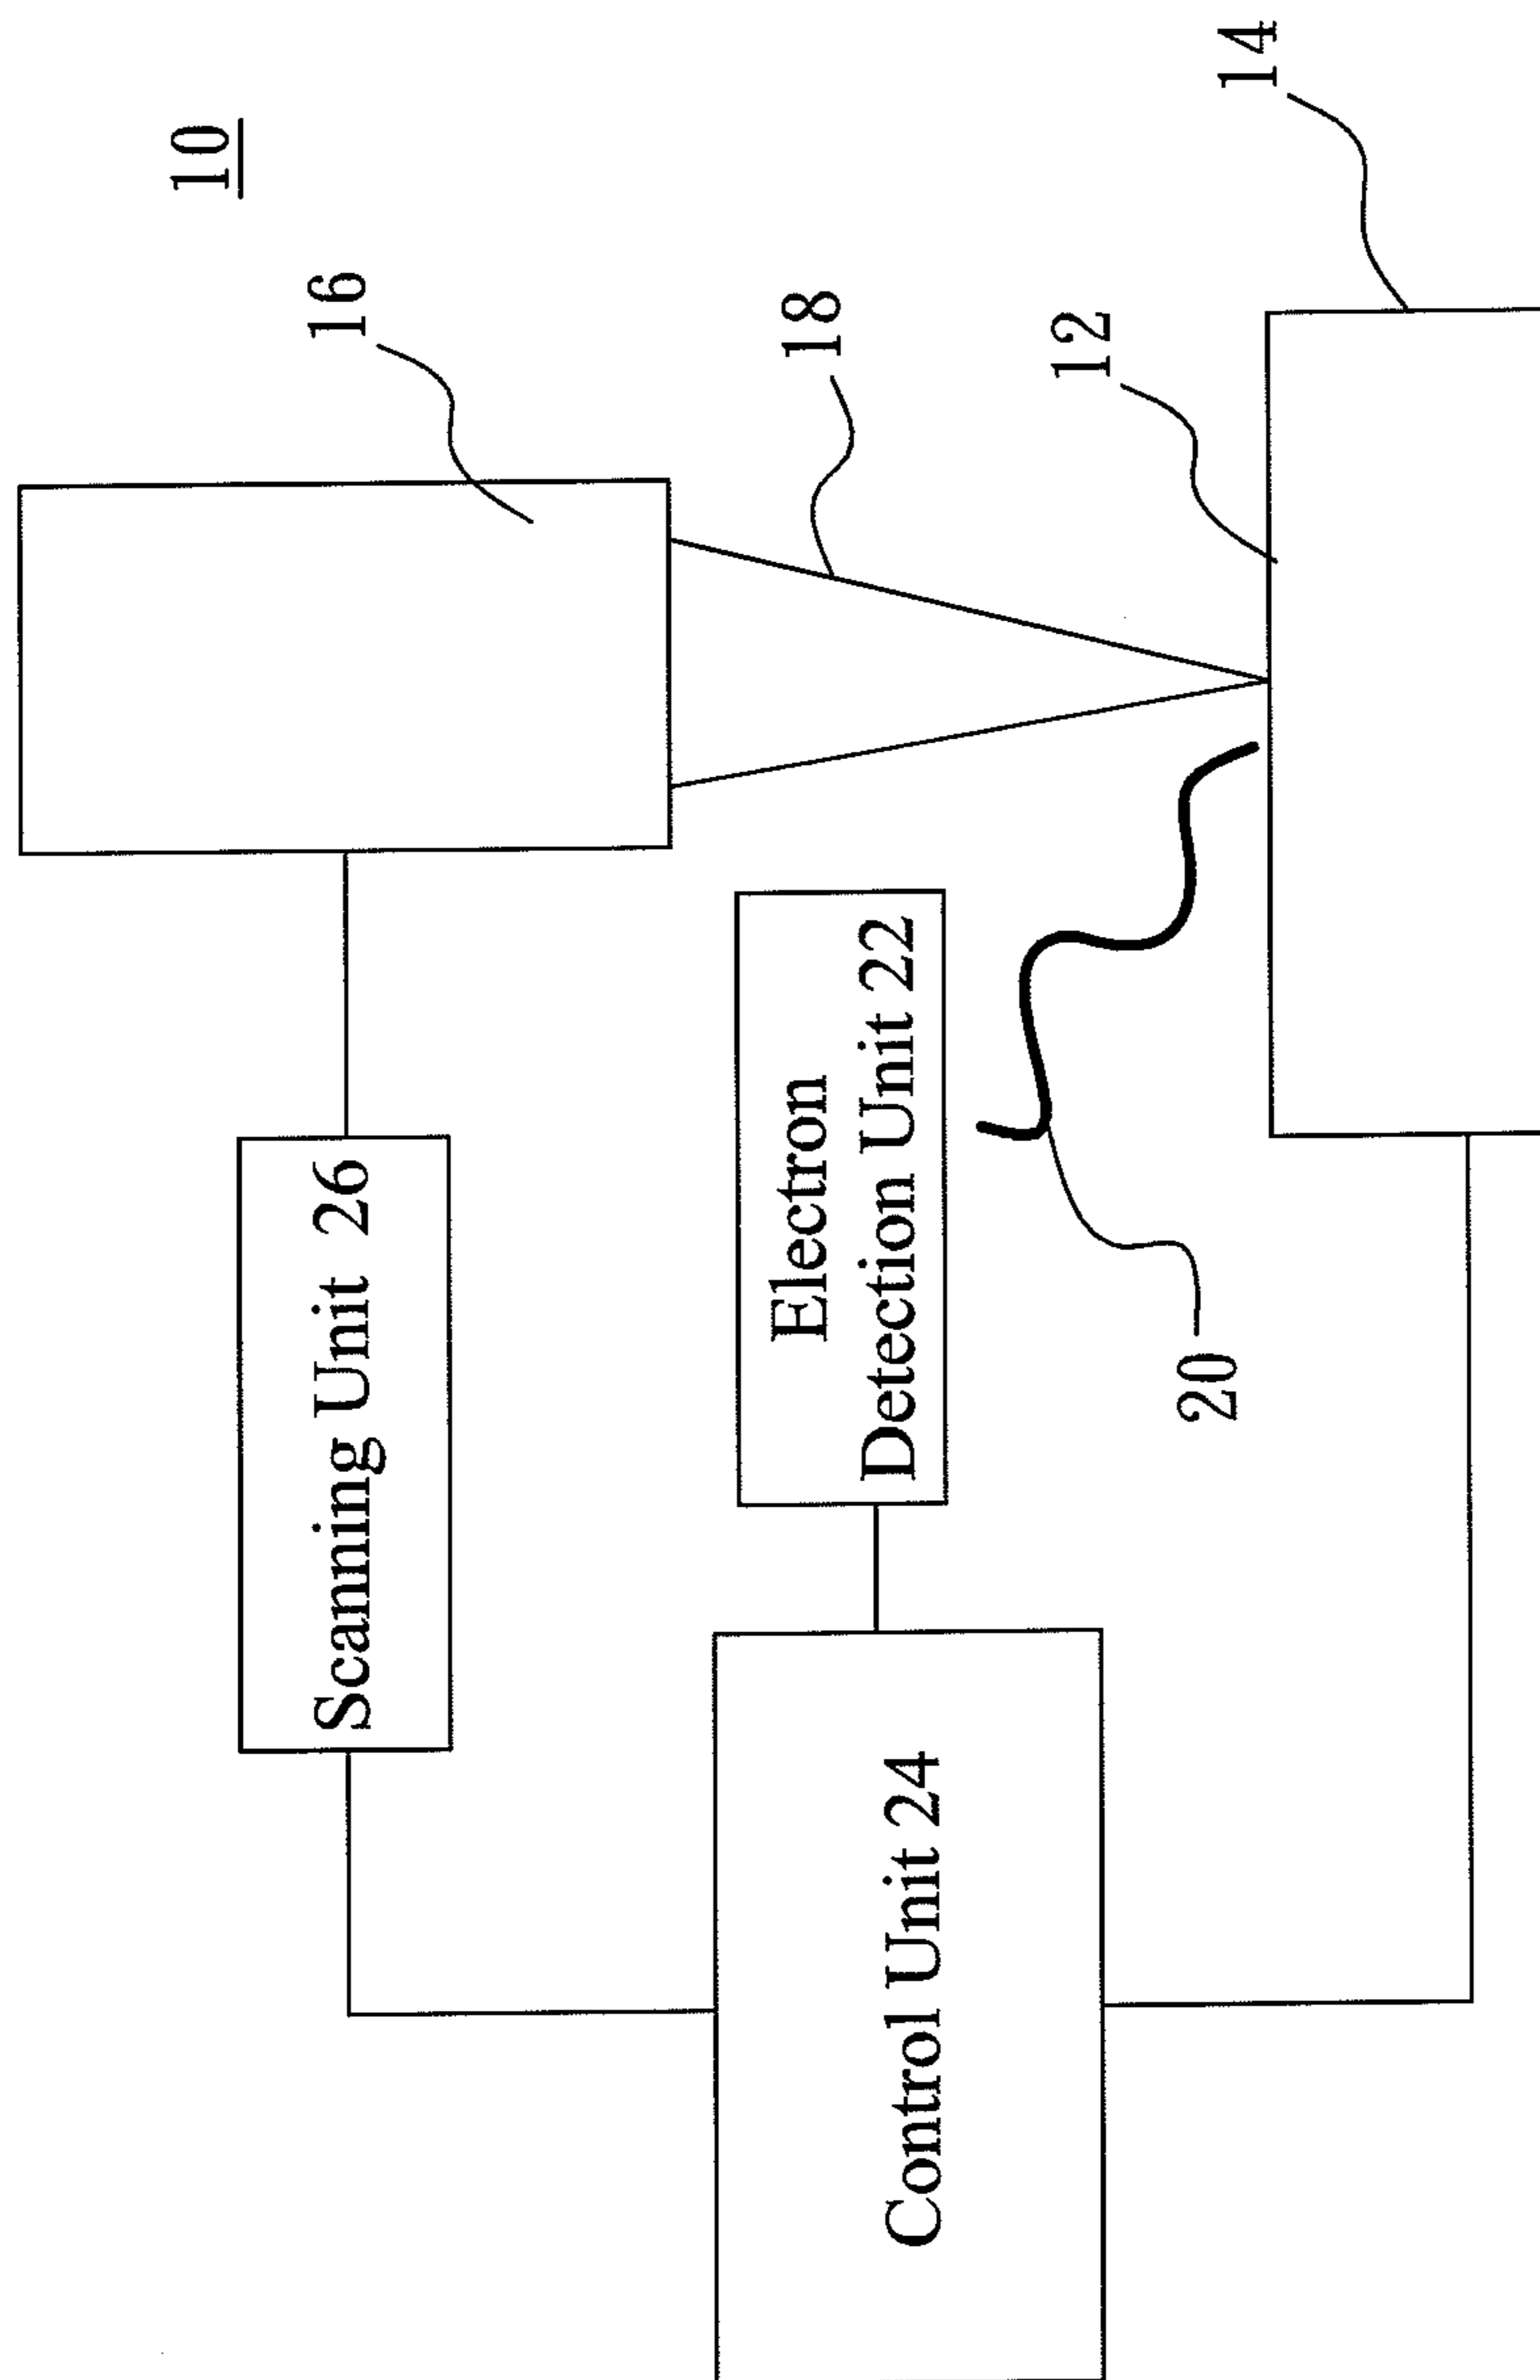 10
Scanning Unit 26
16
Electron
Detection Unit 22
18
Control Unit 24
12
20
14